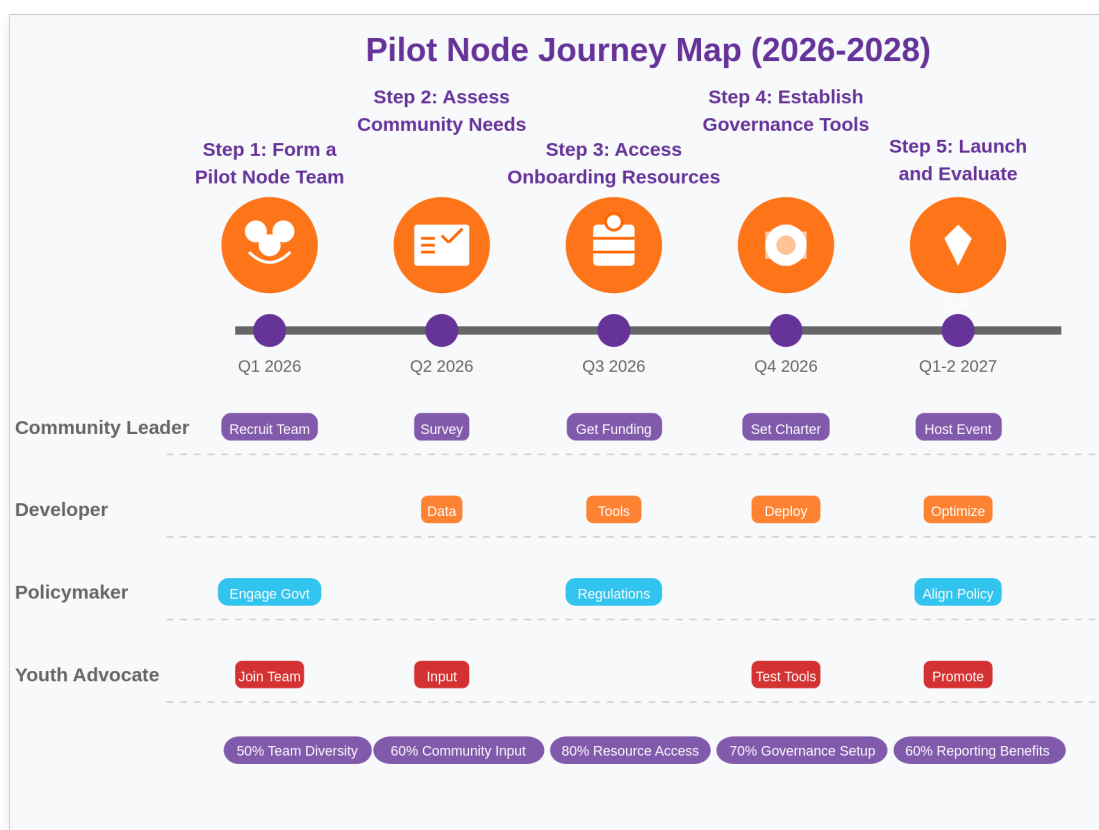 Pilot Node Journey Map (2026-2028)
Step 1: Form a
Pilot Node Team
Step 2: Assess
Community Needs
Step 3: Access
Onboarding Resources
Step 4: Establish
Governance Tools
Step 5: Launch
and Evaluate
Q1 2026
Q2 2026
Q3 2026
Q4 2026
Q1-2 2027
Community Leader
Recruit Team
Survey
Get Funding
Set Charter
Host Event
Developer
Data
Tools
Deploy
Optimize
Policymaker
Engage Govt
Regulations
Align Policy
Youth Advocate
Join Team
Input
Test Tools
Promote
50% Team Diversity
60% Community Input
80% Resource Access
70% Governance Setup
60% Reporting Benefits